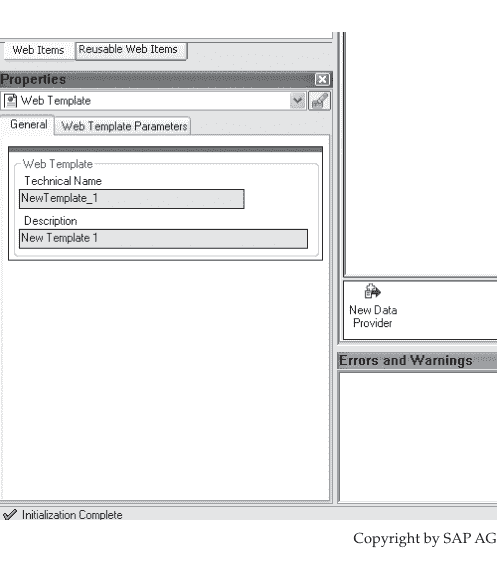 Web Items
Reusable Web Items
Properties
Web Template
General
Web Template Parameters
Web Template
Technical Name
NewTemplate_1
Description
New Template 1
New Data
Provider
Errors and Warnings
Initialization Complete
Copyright by SAP AG